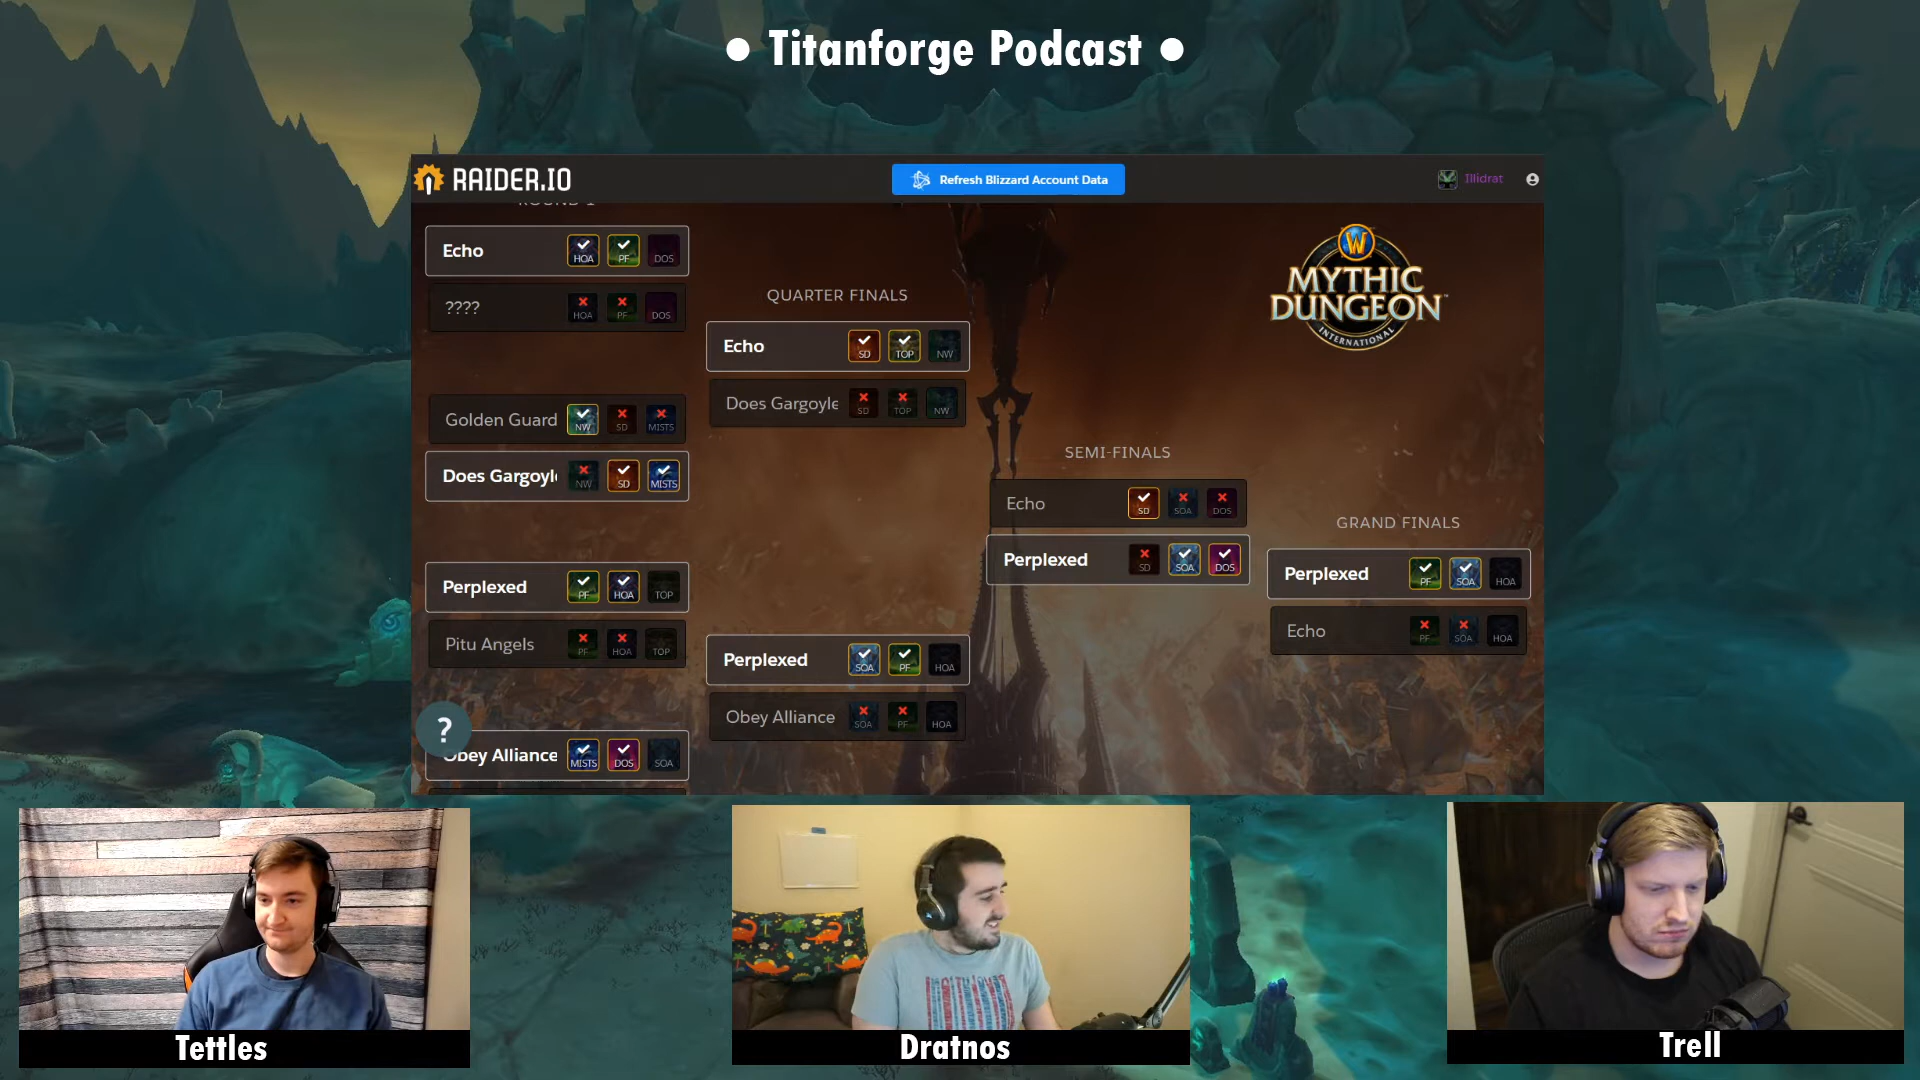 • Titanforge Podcast •
RAIDER.IO
Refresh Blizzard Account Data
Illidrat
ROUND 1
Echo HOA PF DOS
???? HOA PF DOS
Golden Guard NW SD MISTS
Does Gargoyl NW SD MISTS
Perplexed PF HOA TOP
Pitu Angels PF HOA TOP
?
Obey Alliance MISTS DOS SOA
QUARTER FINALS
Echo SD TOP NW
Does Gargoyle SD TOP NW
Perplexed SOA PF HOA
Obey Alliance SOA PF HOA
SEMI-FINALS
Echo SD SOA DOS
Perplexed SD SOA DOS
W
MYTHIC
DUNGEON
INTERNATIONAL
GRAND FINALS
Perplexed PF SOA HOA
Echo PF SOA HOA
Tettles
Dratnos
Trell